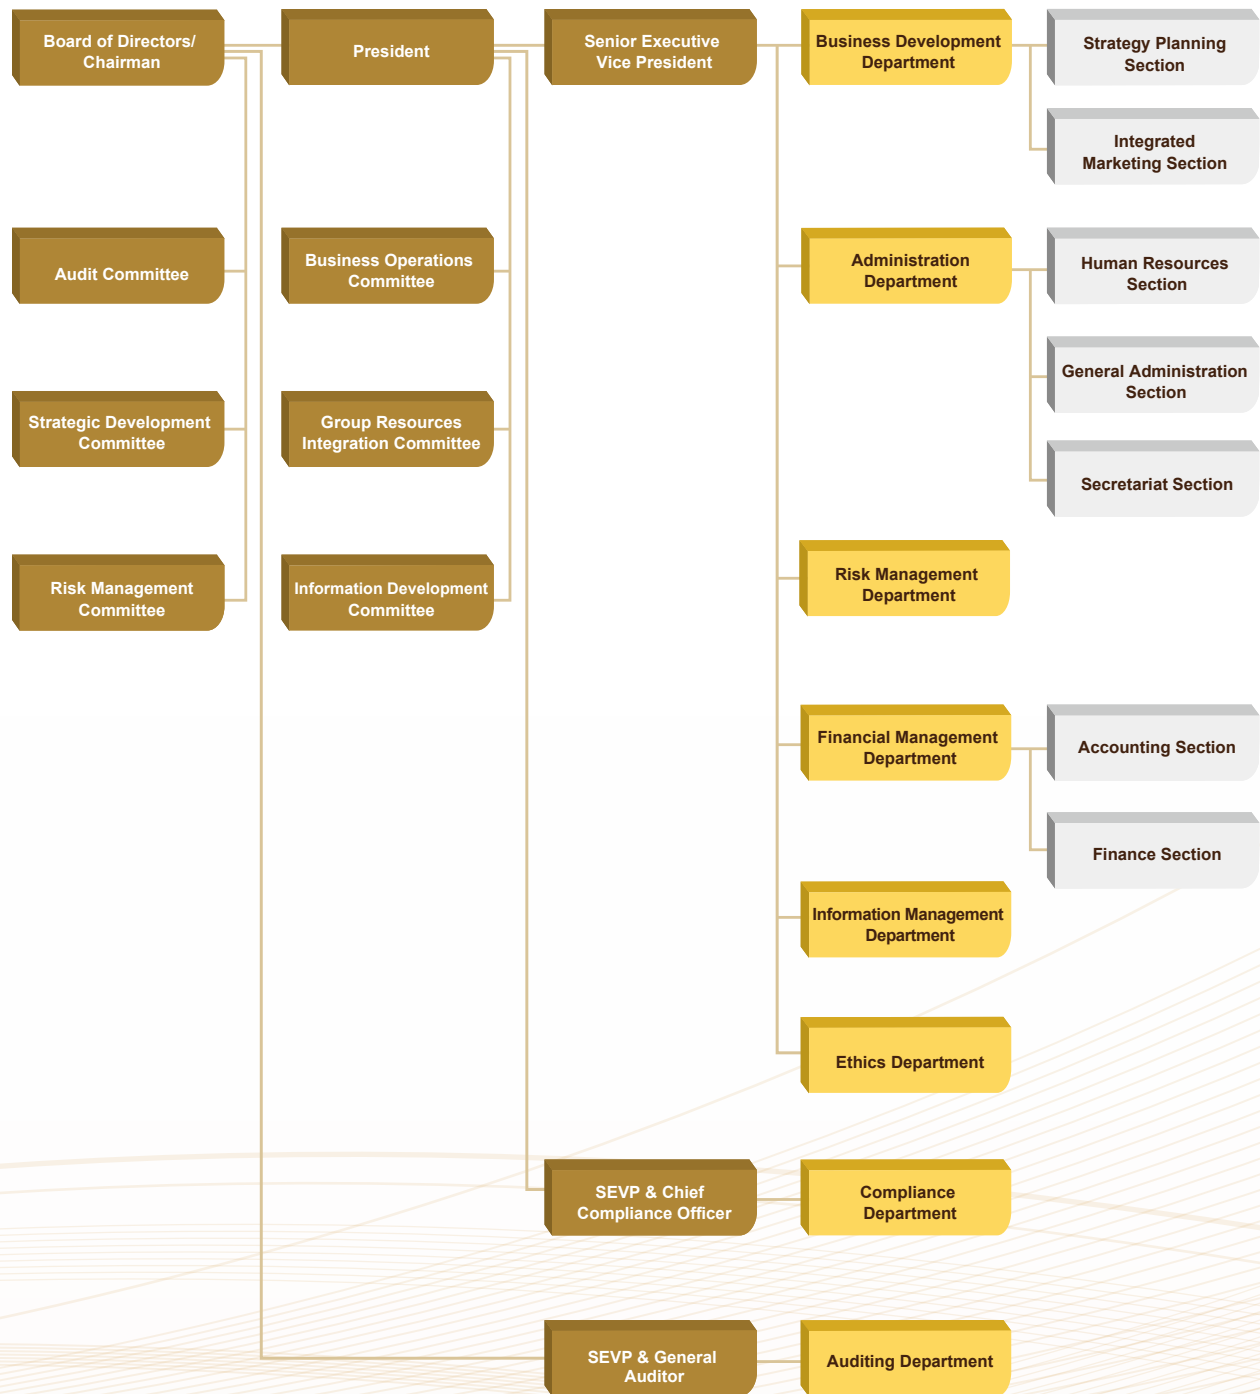 Board of Directors/
Chairman
President
Senior Executive
Vice President
Business Development
Department
Strategy Planning
Section
Integrated
Marketing Section
Audit Committee
Business Operations
Committee
Administration
Department
Human Resources
Section
General Administration
Section
Strategic Development
Committee
Group Resources
Integration Committee
Secretariat Section
Risk Management
Committee
Information Development
Committee
Risk Management
Department
Financial Management
Department
Accounting Section
Finance Section
Information Management
Department
Ethics Department
SEVP & Chief
Compliance Officer
Compliance
Department
SEVP & General
Auditor
Auditing Department